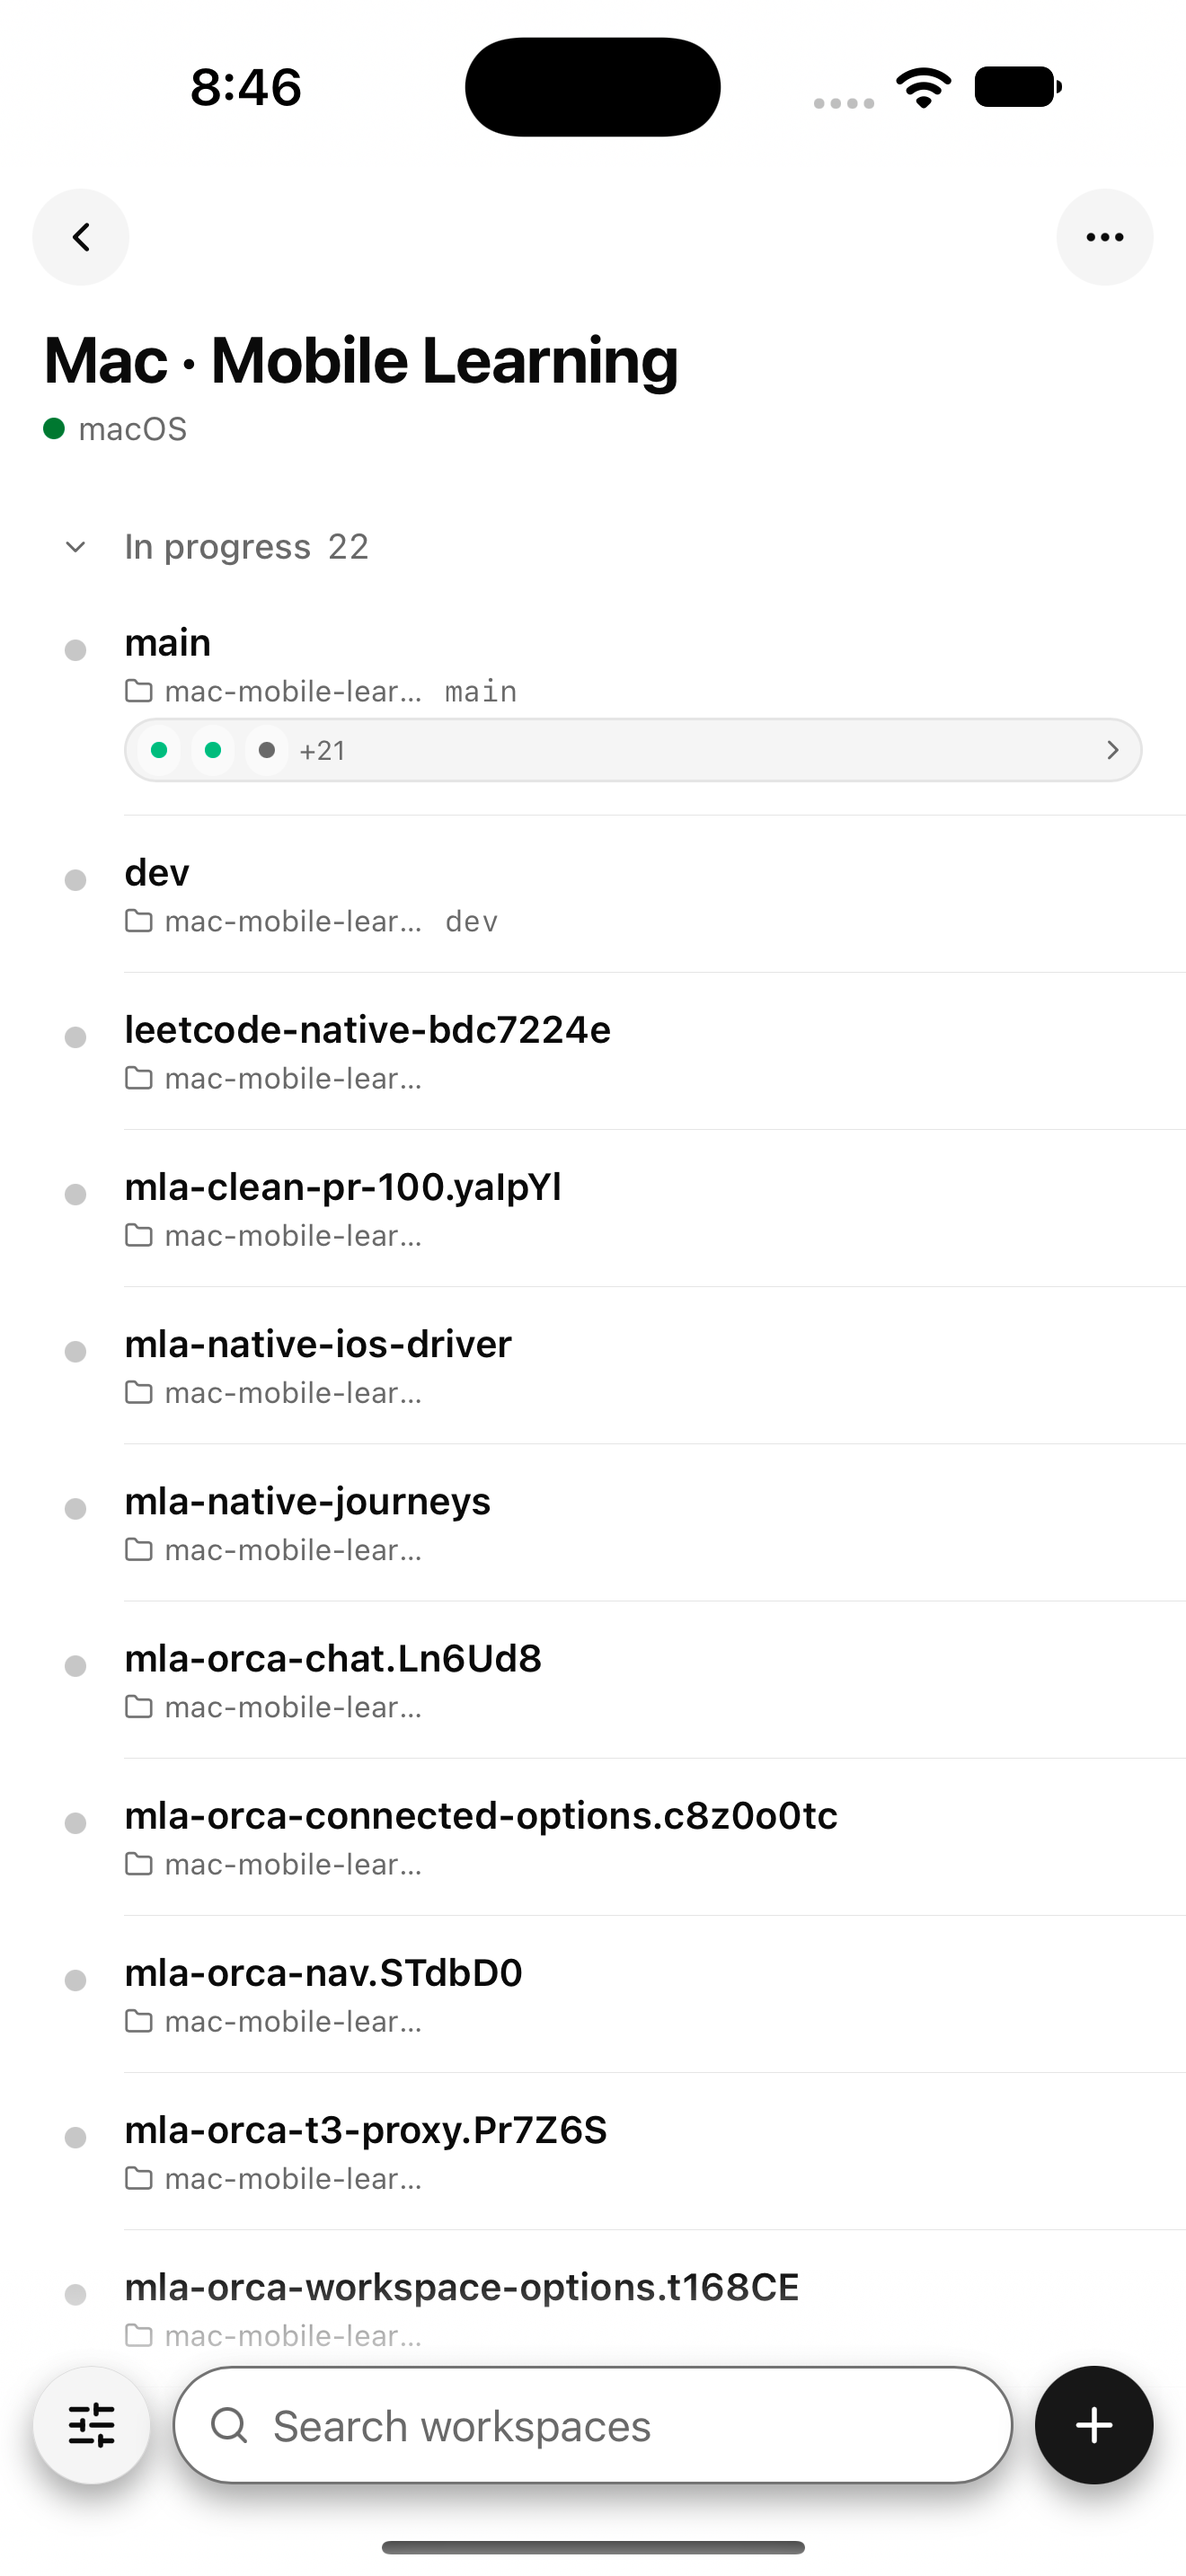 8:46
Mac · Mobile Learning
macOS
In progress 22
main
mac-mobile-lear... main
+21
dev
mac-mobile-lear... dev
leetcode-native-bdc7224e
mac-mobile-lear...
mla-clean-pr-100.yalpYl
mac-mobile-lear...
mla-native-ios-driver
mac-mobile-lear...
mla-native-journeys
mac-mobile-lear...
mla-orca-chat.Ln6Ud8
mac-mobile-lear...
mla-orca-connected-options.c8z0o0tc
mac-mobile-lear...
mla-orca-nav.STdbD0
mac-mobile-lear...
mla-orca-t3-proxy.Pr7Z6S
mac-mobile-lear...
mla-orca-workspace-options.t168CE
mac-mobile-lear...
Search workspaces